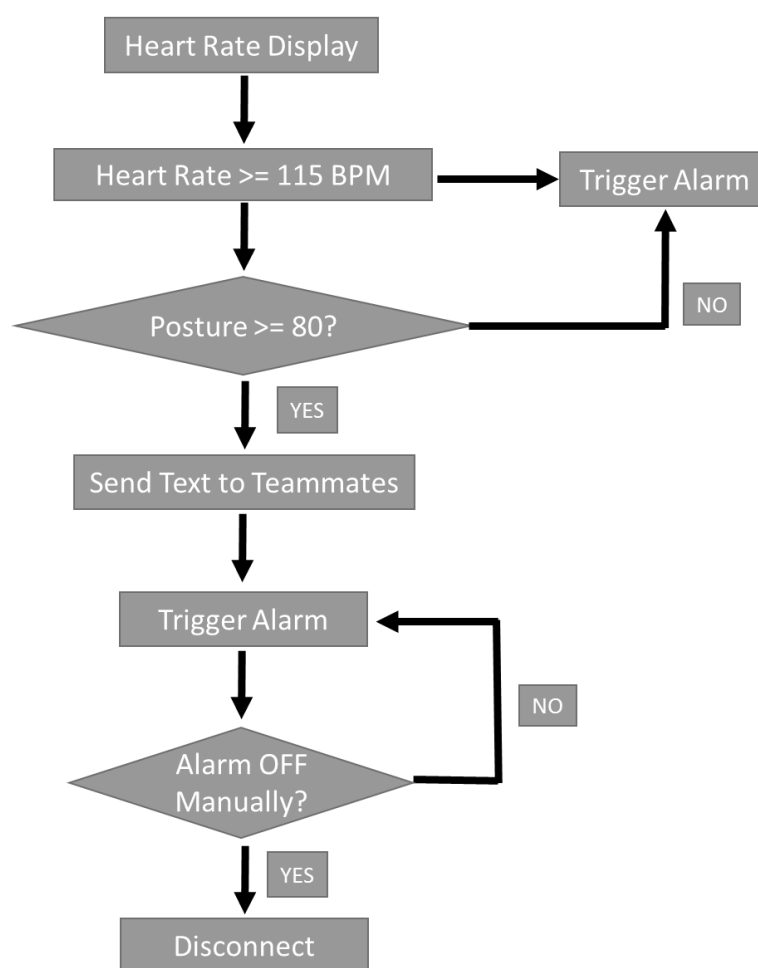 Heart Rate Display
Heart Rate >= 115 BPM
Trigger Alarm
Posture >= 80?
NO
YES
Send Text to Teammates
Trigger Alarm
NO
Alarm OFF
Manually?
YES
Disconnect